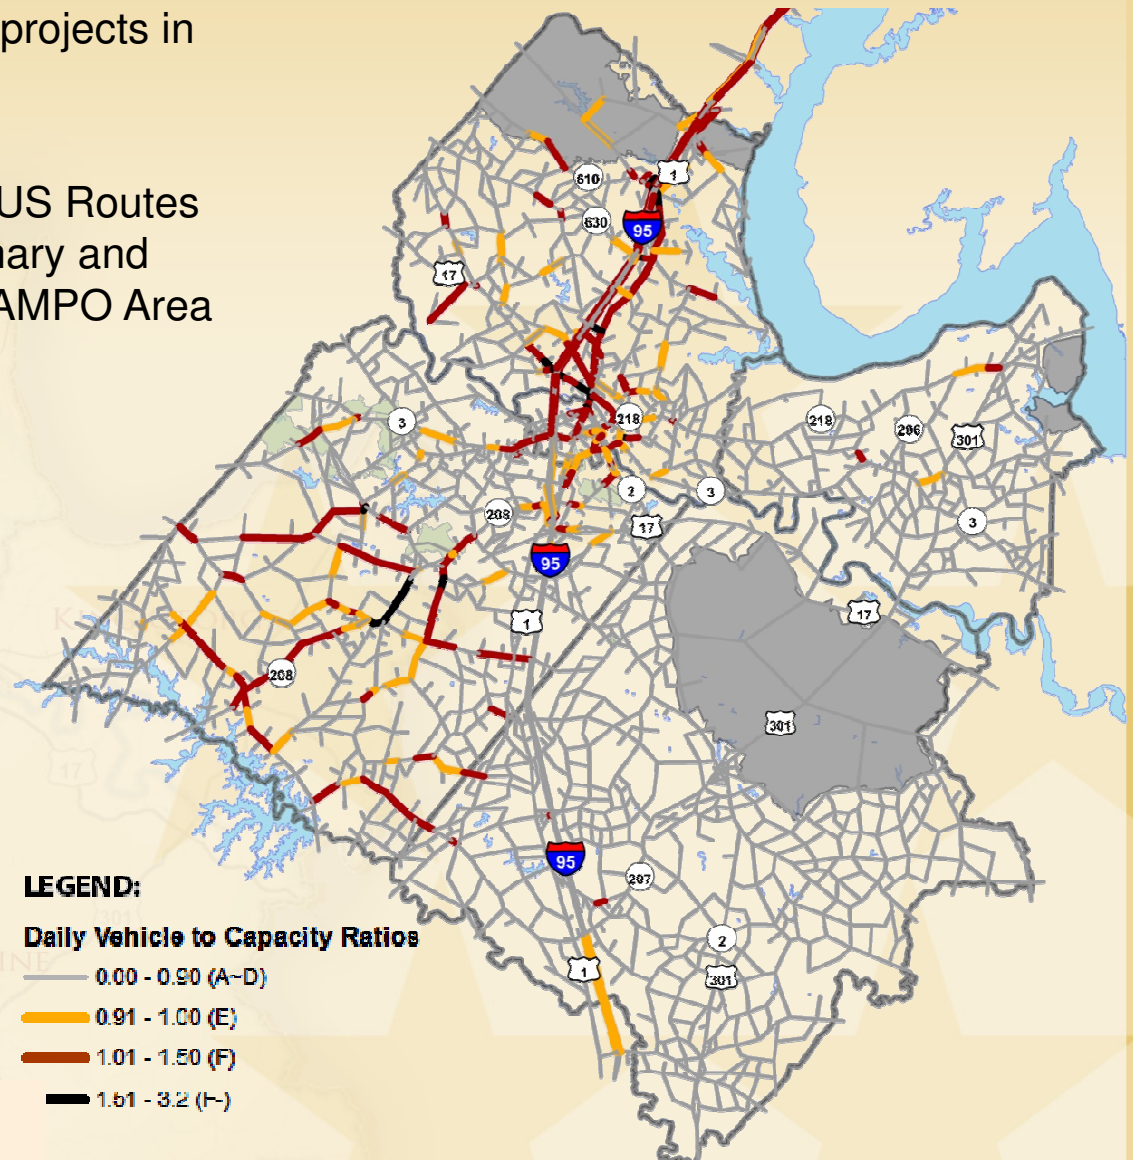 projects in
US Routes
nary and
AMPO Area
610
1
630
95
17
3
218
218
206
301
2
3
3
208
17
95
1
17
208
301
95
207
2
1
301
17
301
LEGEND:
Daily Vehicle to Capacity Ratios
0.00 - 0.90 (A-D)
0.91 - 1.00 (E)
1.01 - 1.50 (F)
1.51 - 3.2 (F-)